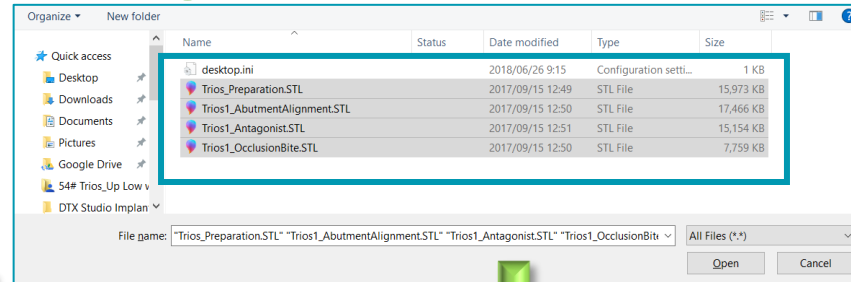 Organize New folder ?
Name Status Date modified Type Size
Quick access
desktop.ini 2018/06/26 9:15 Configuration setti... 1 KB
Desktop Trios_Preparation.STL 2017/09/15 12:49 STL File 15,973 KB
Downloads Trios1_AbutmentAlignment.STL 2017/09/15 12:50 STL File 17,466 KB
Documents Trios1_Antagonist.STL 2017/09/15 12:51 STL File 15,154 KB
Pictures Trios1_OcclusionBite.STL 2017/09/15 12:50 STL File 7,759 KB
Google Drive
54# Trios_Up Low
DTX Studio Implan
File name: "Trios_Preparation.STL" "Trios1_AbutmentAlignment.STL" "Trios1_Antagonist.STL" "Trios1_OcclusionBit All Files (*.*)
Open Cancel